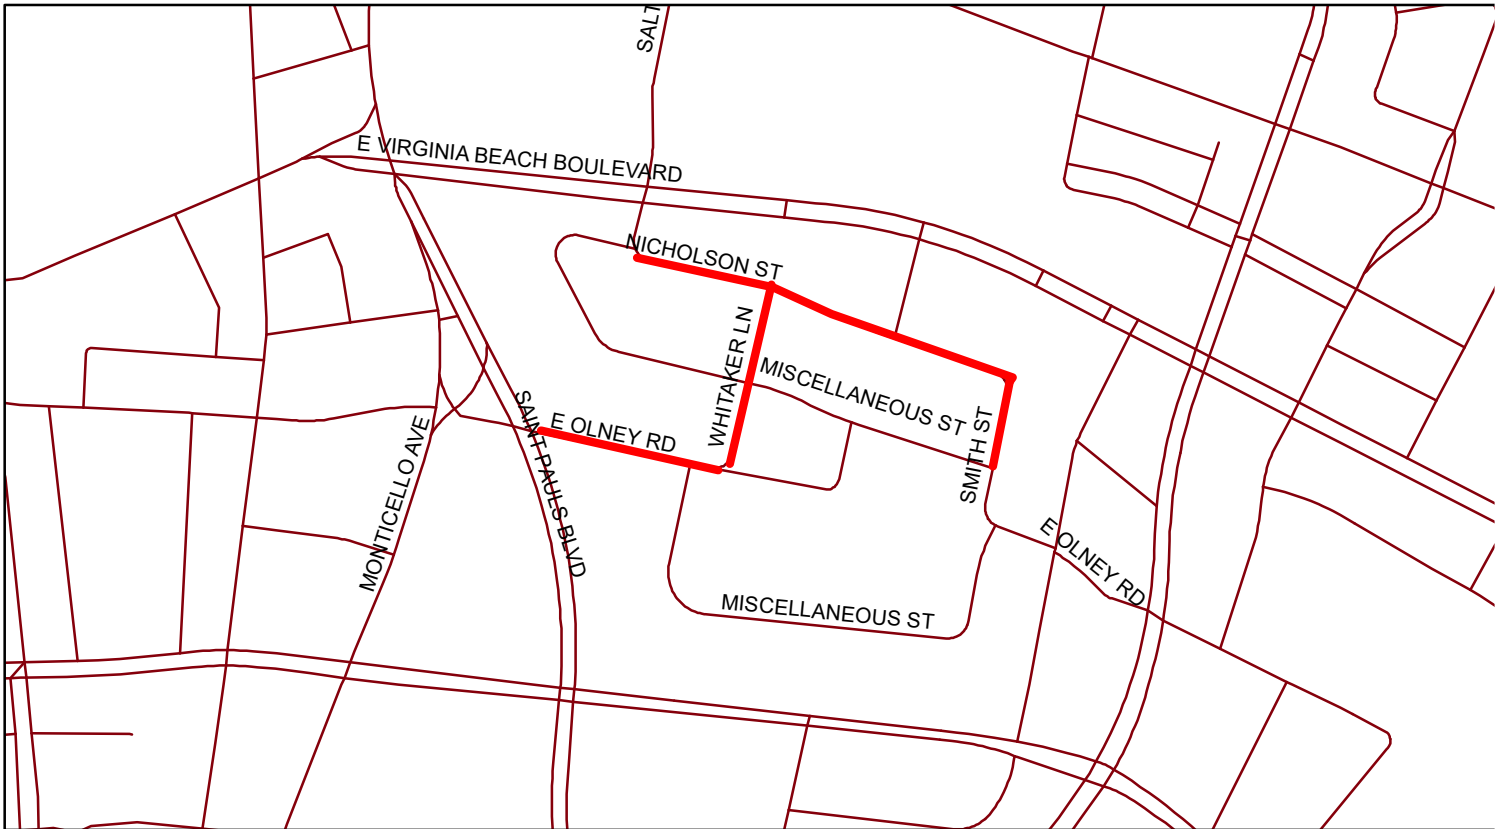 SALT
E VIRGINIA BEACH BOULEVARD
NICHOLSON ST
WHITAKER LN
MISCELLANEOUS ST
SMITH ST
E OLNEY RD
SAINT PAULS BLVD
MONTICELLO AVE
E OLNEY RD
MISCELLANEOUS ST